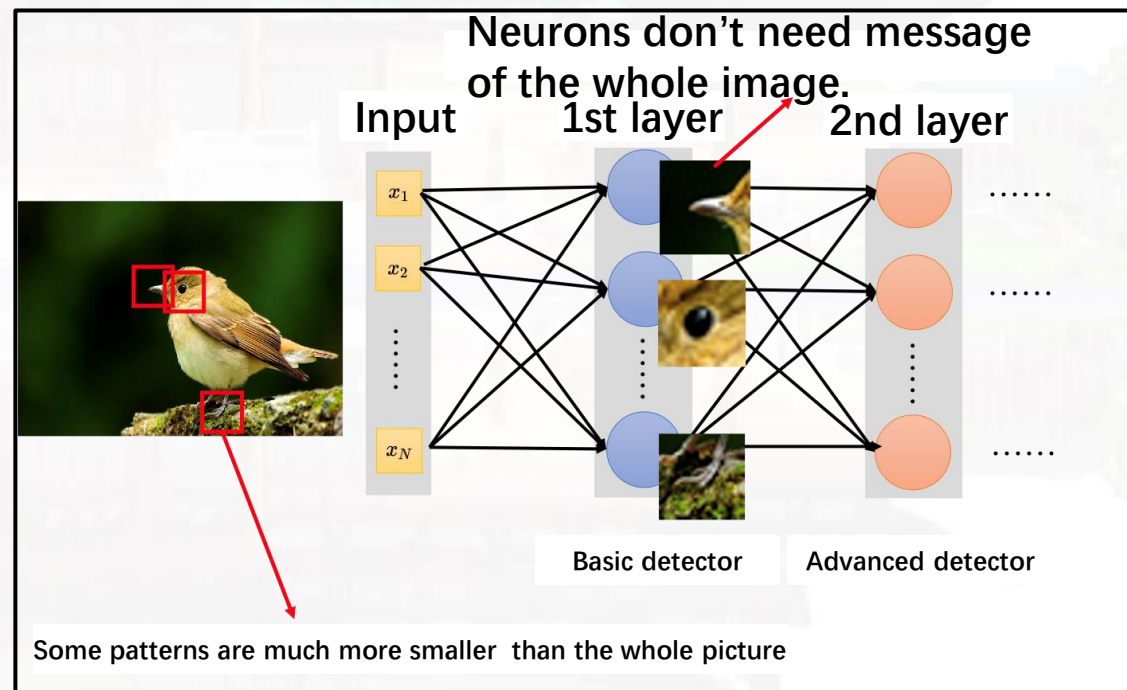 Neurons don't need message
of the whole image.
Input 1st layer 2nd layer
x₁
......
x₂
......
......
......
......
x_N
......
Basic detector Advanced detector
Some patterns are much more smaller than the whole picture